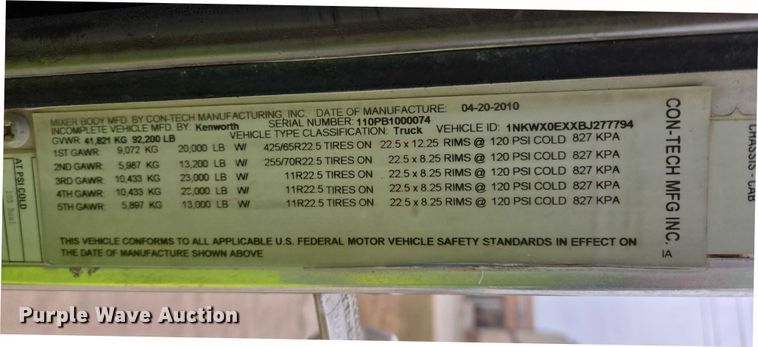 MIXER BODY MFG BY CON-TECH MANUFACTURING, INC. DATE OF MANUFACTURE: 04-20-2010
SERIAL NUMBER: 110PB1000074
INCOMPLETE VEHICLE MFG BY: Kenworth
VEHICLE TYPE CLASSIFICATION: Truck VEHICLE ID: 1NKWX0EXXBJ277794
GVWR: 41,821 KG 92,200 LB
1ST GAWR: 9,072 KG 20,000 LB W/ 425/65R22.5 TIRES ON 22.5 x 12.25 RIMS @ 120 PSI COLD 827 KPA
2ND GAWR: 5,987 KG 13,200 LB W/ 255/70R22.5 TIRES ON 22.5 x 8.25 RIMS @ 120 PSI COLD 827 KPA
3RD GAWR: 10,433 KG 23,000 LB W/ 11R22.5 TIRES ON 22.5 x 8.25 RIMS @ 120 PSI COLD 827 KPA
4TH GAWR: 10,433 KG 23,000 LB W/ 11R22.5 TIRES ON 22.5 x 8.25 RIMS @ 120 PSI COLD 827 KPA
5TH GAWR: 5,897 KG 13,000 LB W/ 11R22.5 TIRES ON 22.5 x 8.25 RIMS @ 120 PSI COLD 827 KPA
THIS VEHICLE CONFORMS TO ALL APPLICABLE U.S. FEDERAL MOTOR VEHICLE SAFETY STANDARDS IN EFFECT ON
THE DATE OF MANUFACTURE SHOWN ABOVE
CON-TECH MFG INC.
IA
AT PSI COLD
CHASSIS - CAB
Purple Wave Auction